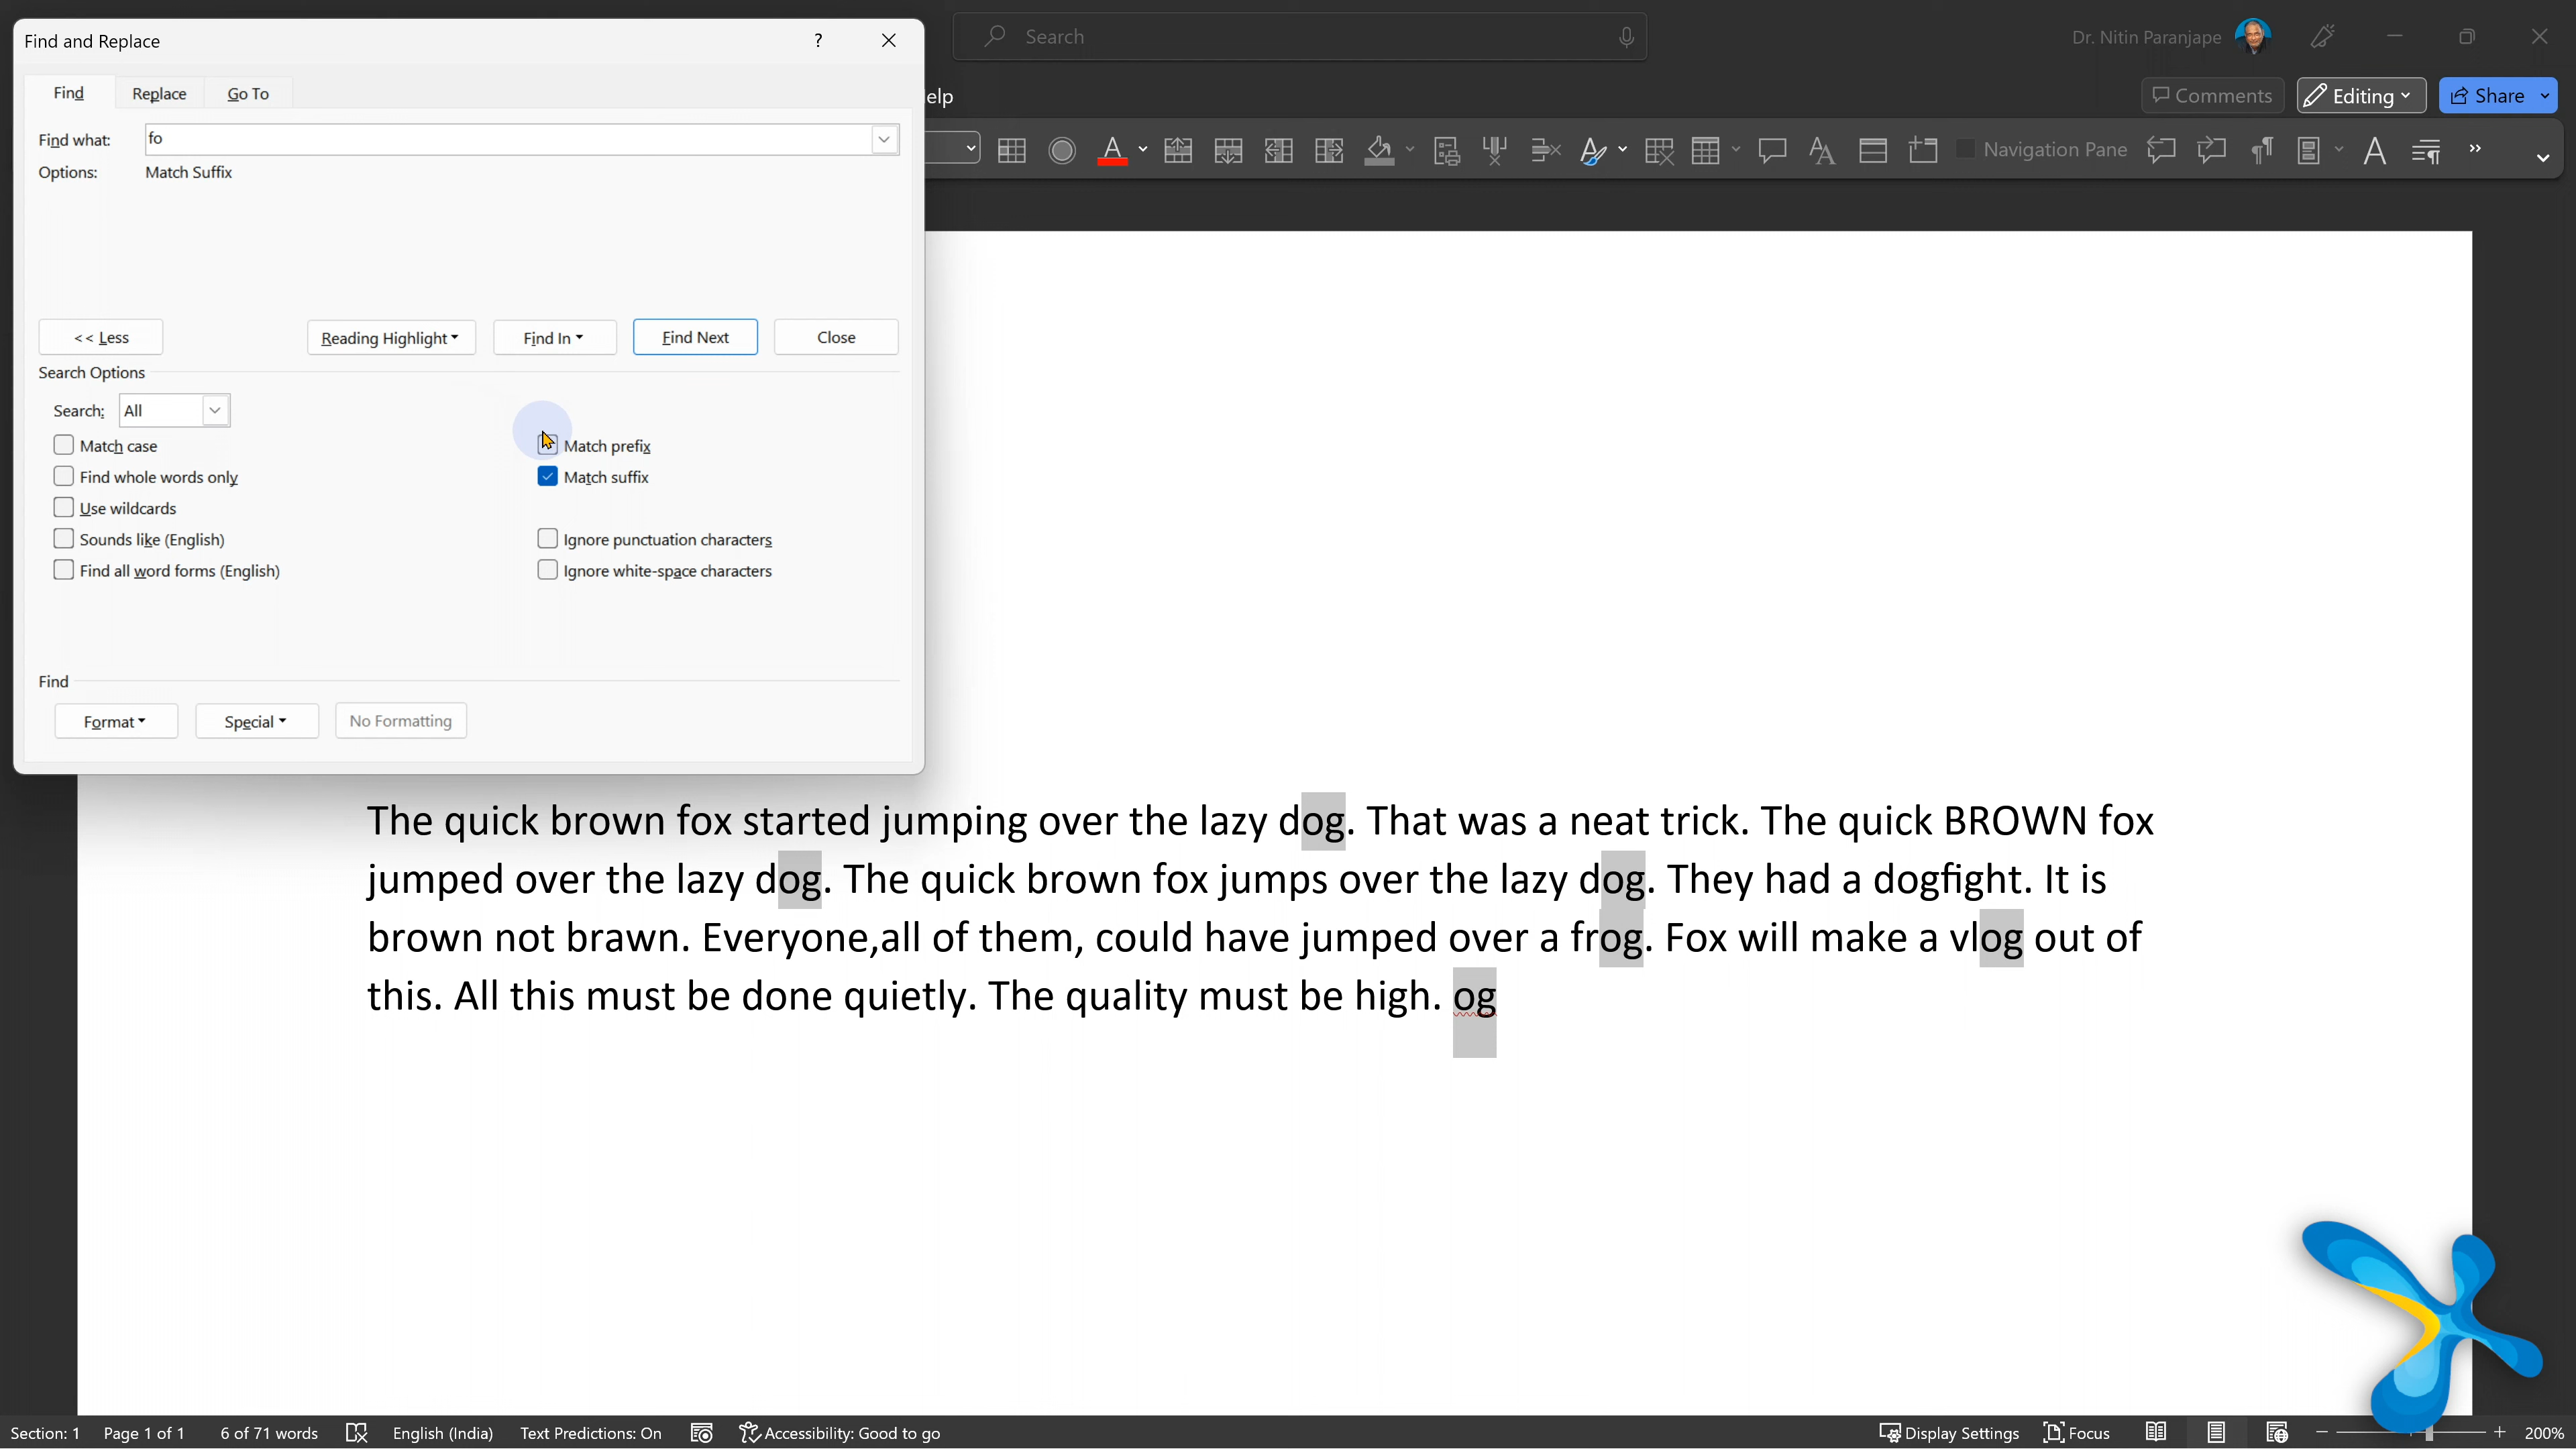 Find and Replace
?
Search
Dr. Nitin Paranjape
Find
Replace
Go To
elp
Comments
Editing
Share
Find what:
fo
Options:
Match Suffix
Navigation Pane
<< Less
Reading Highlight
Find In
Find Next
Close
Search Options
Search:
All
Match case
Match prefix
Find whole words only
Match suffix
Use wildcards
Sounds like (English)
Ignore punctuation characters
Find all word forms (English)
Ignore white-space characters
Find
Format
Special
No Formatting
The quick brown fox started jumping over the lazy dog. That was a neat trick. The quick BROWN fox
jumped over the lazy dog. The quick brown fox jumps over the lazy dog. They had a dogfight. It is
brown not brawn. Everyone,all of them, could have jumped over a frog. Fox will make a vlog out of
this. All this must be done quietly. The quality must be high. og
Section: 1
Page 1 of 1
6 of 71 words
English (India)
Text Predictions: On
Accessibility: Good to go
Display Settings
Focus
200%